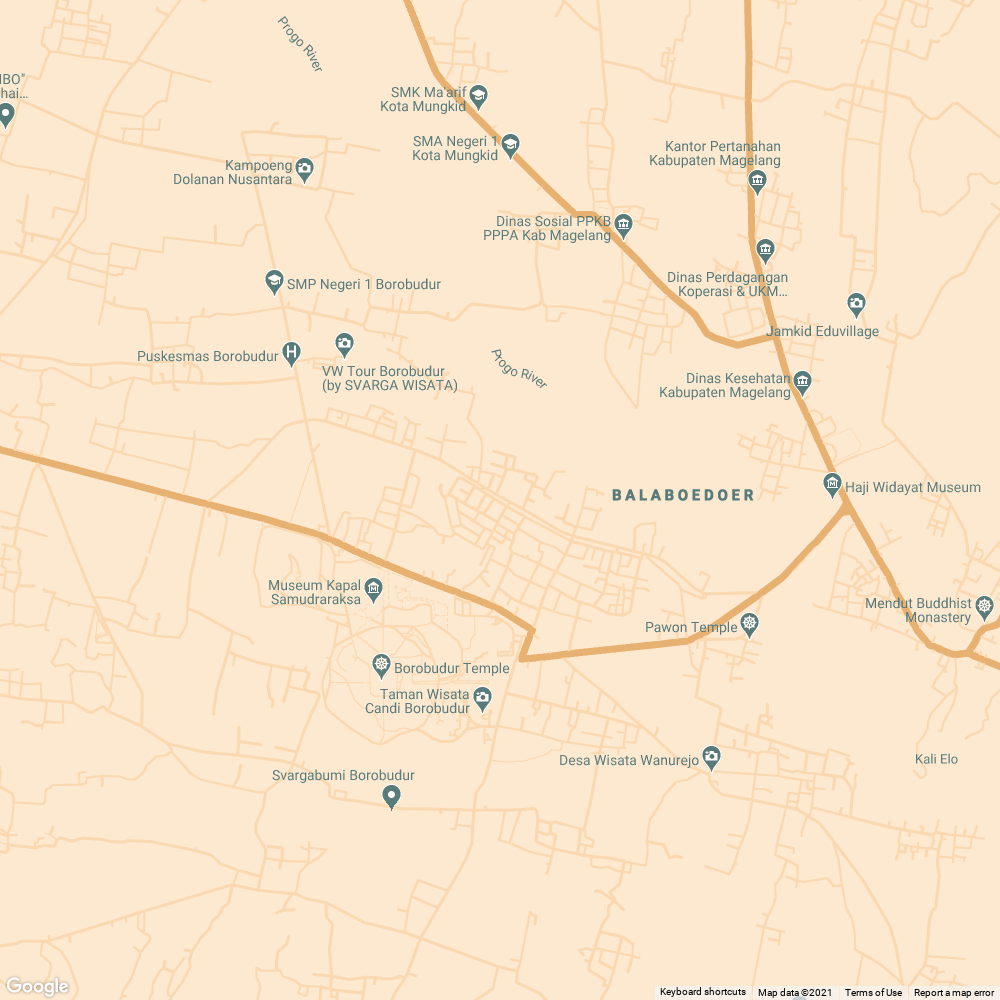 Progo River
MBO"
hai...
SMK Ma'arif
Kota Mungkid
SMA Negeri 1
Kota Mungkid
Kantor Pertanahan
Kabupaten Magelang
Kampoeng
Dolanan Nusantara
Dinas Sosial PPKB
PPPA Kab Magelang
Dinas Perdagangan
Koperasi & UKM...
SMP Negeri 1 Borobudur
Jamkid Eduvillage
Puskesmas Borobudur
VW Tour Borobudur
(by SVARGA WISATA)
Progo River
Dinas Kesehatan
Kabupaten Magelang
BALABOEDOER
Haji Widayat Museum
Museum Kapal
Samudraraksa
Mendut Buddhist
Monastery
Pawon Temple
Borobudur Temple
Taman Wisata
Candi Borobudur
Desa Wisata Wanurejo
Kali Elo
Svargabumi Borobudur
Google
Keyboard shortcuts
Map data ©2021
Terms of Use
Report a map error